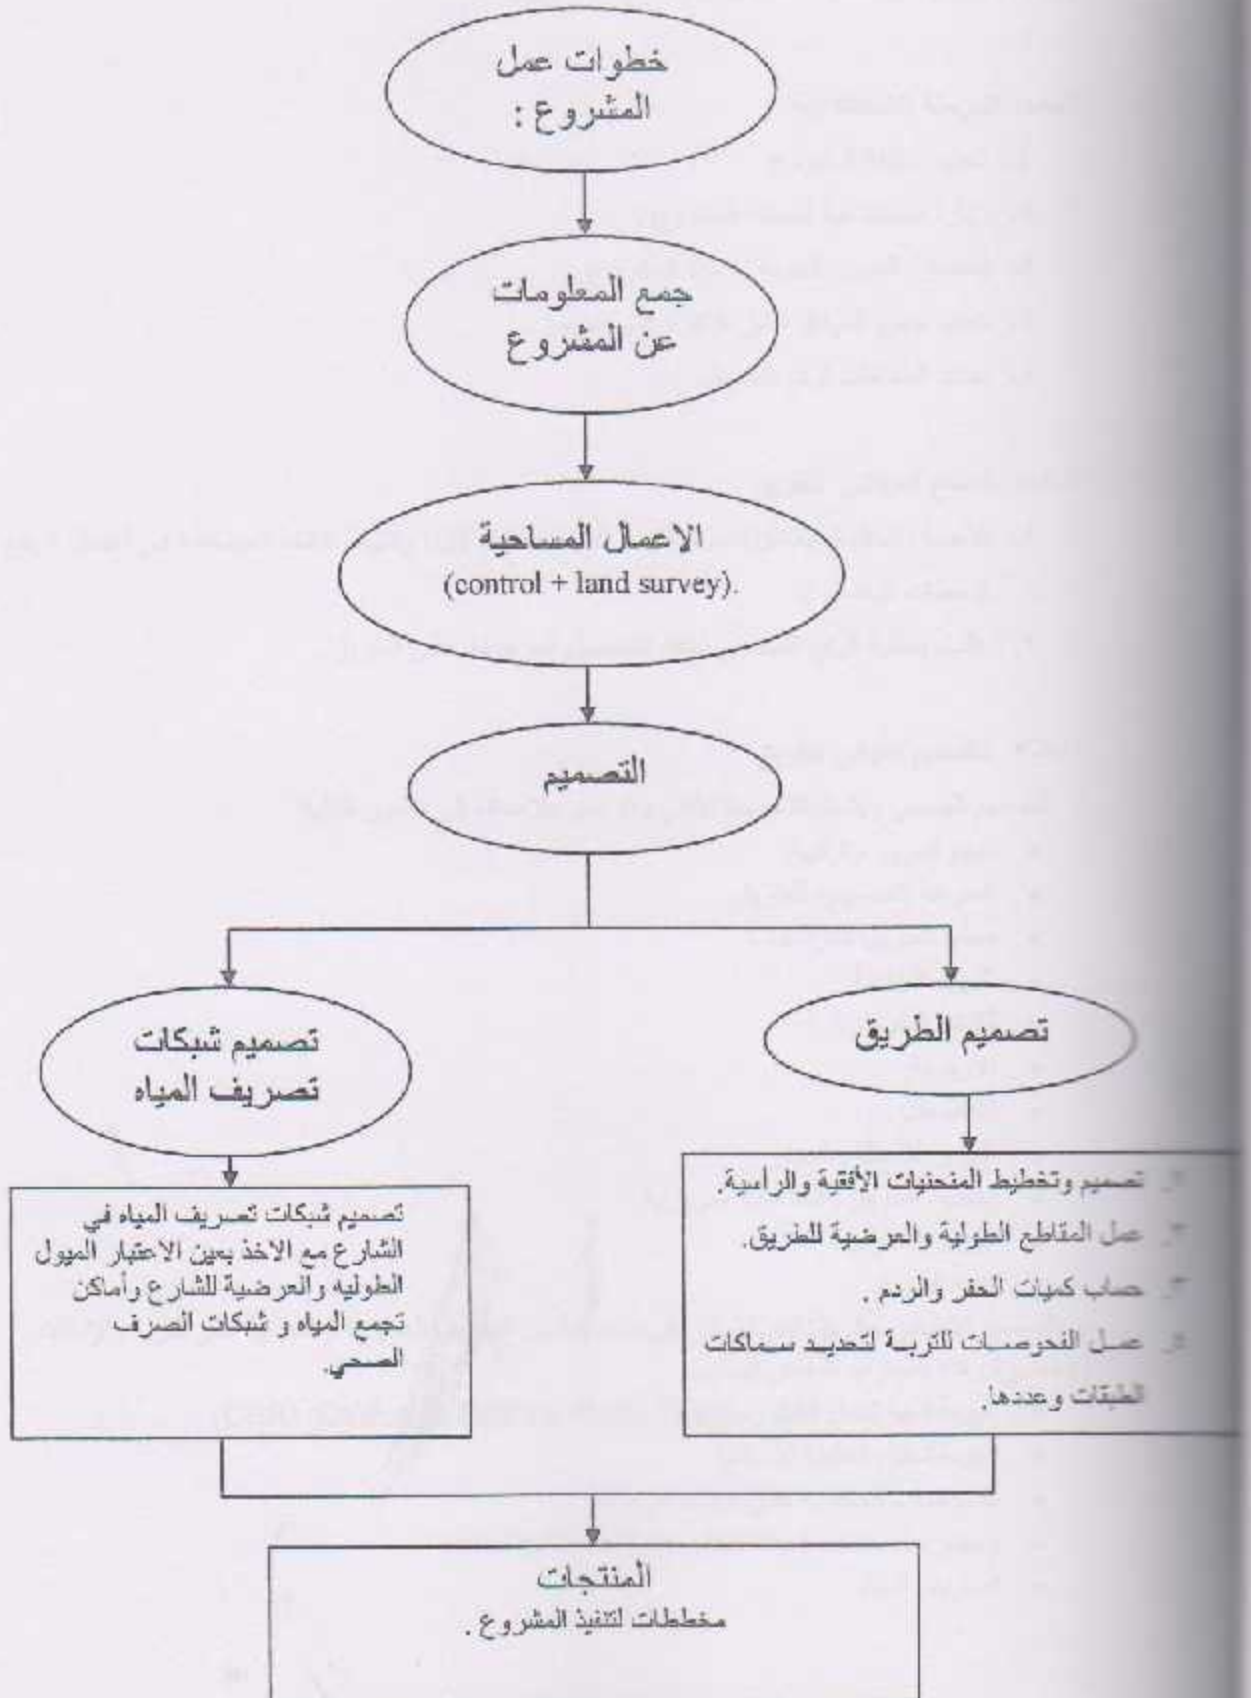 خطوات عمل
المشروع :
جمع المعلومات
عن المشروع
الاعمال المساحية
(control + land survey).
التصميم
تصميم الطريق
تصميم شبكات
تصريف المياه
تصميم وتخطيط المنحنيات الأفقية والرأسية.
عمل المقاطع الطولية والعرضية للطريق.
حساب كميات الحفر والردم .
عمل الفحوصات للتربة لتحديد سماكات
الطبقات وعددها.
تصميم شبكات تصريف المياه في
الشارع مع الاخذ بعين الاعتبار الميول
الطوليه والعرضية للشارع وأماكن
تجمع المياه و شبكات الصرف
الصحي.
المنتجات
مخططات لتنفيذ المشروع .